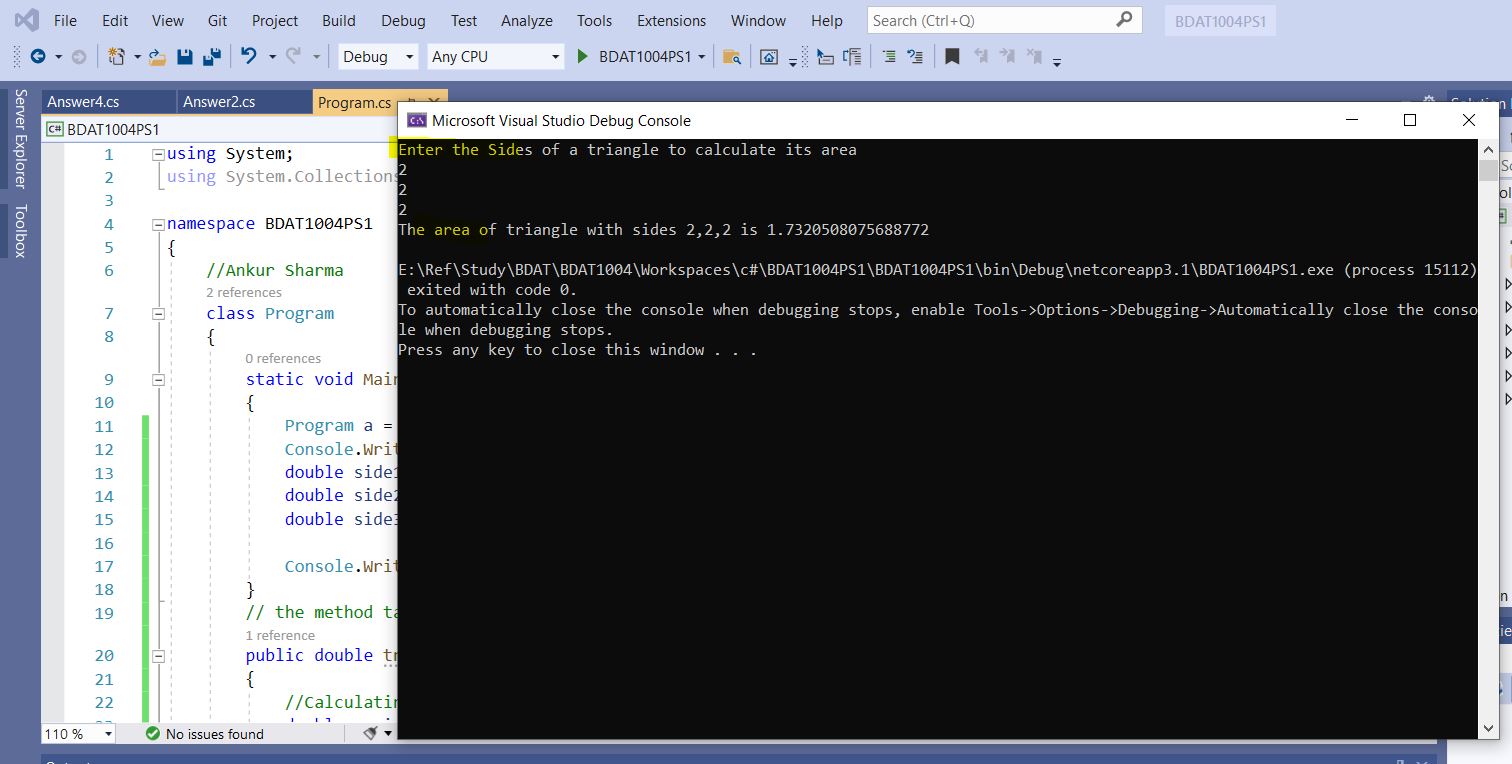 File Edit View Git Project Build Debug Test Analyze Tools Extensions Window Help Search (Ctrl+Q) BDAT1004PS1
Debug Any CPU BDAT1004PS1
Server Explorer
Toolbox
Answer4.cs Answer2.cs Program.cs
C# BDAT1004PS1
1 using System;
2 using System.Collections
3
4 namespace BDAT1004PS1
5 {
6 //Ankur Sharma
2 references
7 class Program
8 {
0 references
9 static void Main
10 {
11 Program a =
12 Console.Writ
13 double side1
14 double side2
15 double side3
16
17 Console.Writ
18 }
19 // the method ta
1 reference
20 public double tr
21 {
22 //Calculatin
110 % No issues found
Microsoft Visual Studio Debug Console
Enter the Sides of a triangle to calculate its area
2
2
2
The area of triangle with sides 2,2,2 is 1.7320508075688772
E:\Ref\Study\BDAT\BDAT1004\Workspaces\c#\BDAT1004PS1\BDAT1004PS1\bin\Debug\netcoreapp3.1\BDAT1004PS1.exe (process 15112)
exited with code 0.
To automatically close the console when debugging stops, enable Tools->Options->Debugging->Automatically close the conso
le when debugging stops.
Press any key to close this window . . .